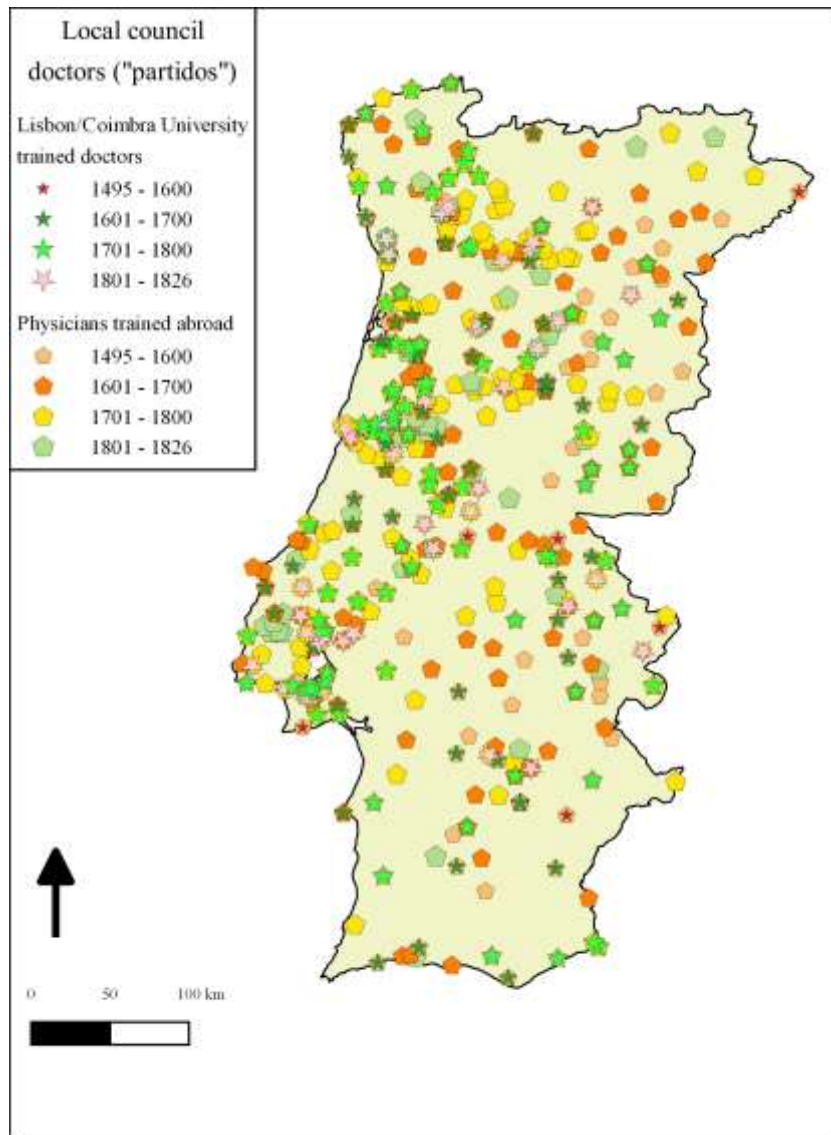 Local council
doctors ("partidos")
Lisbon/Coimbra University
trained doctors
1495 - 1600
1601 - 1700
1701 - 1800
1801 - 1826
Physicians trained abroad
1495 - 1600
1601 - 1700
1701 - 1800
1801 - 1826
0 50 100 km